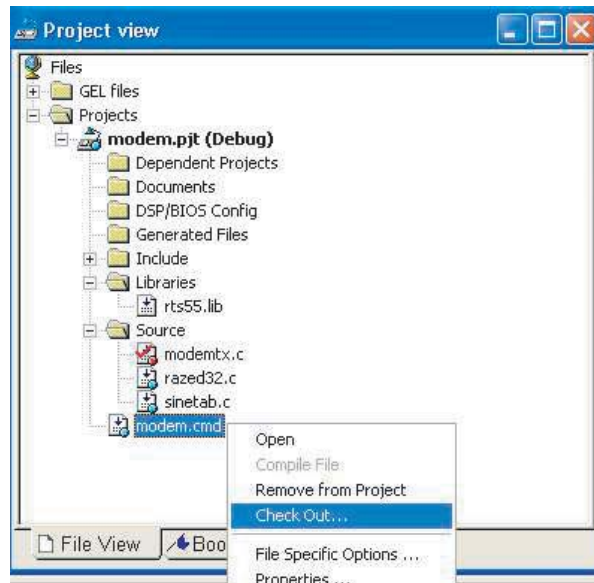 Project view
Files
GEL files
Projects
modem.pjt (Debug)
Dependent Projects
Documents
DSP/BIOS Config
Generated Files
Include
Libraries
rts55.lib
Source
modemtx.c
razed32.c
sinetab.c
modem.cmd
Open
Compile File
Remove from Project
Check Out...
File Specific Options ...
Properties ...
File View
Boo